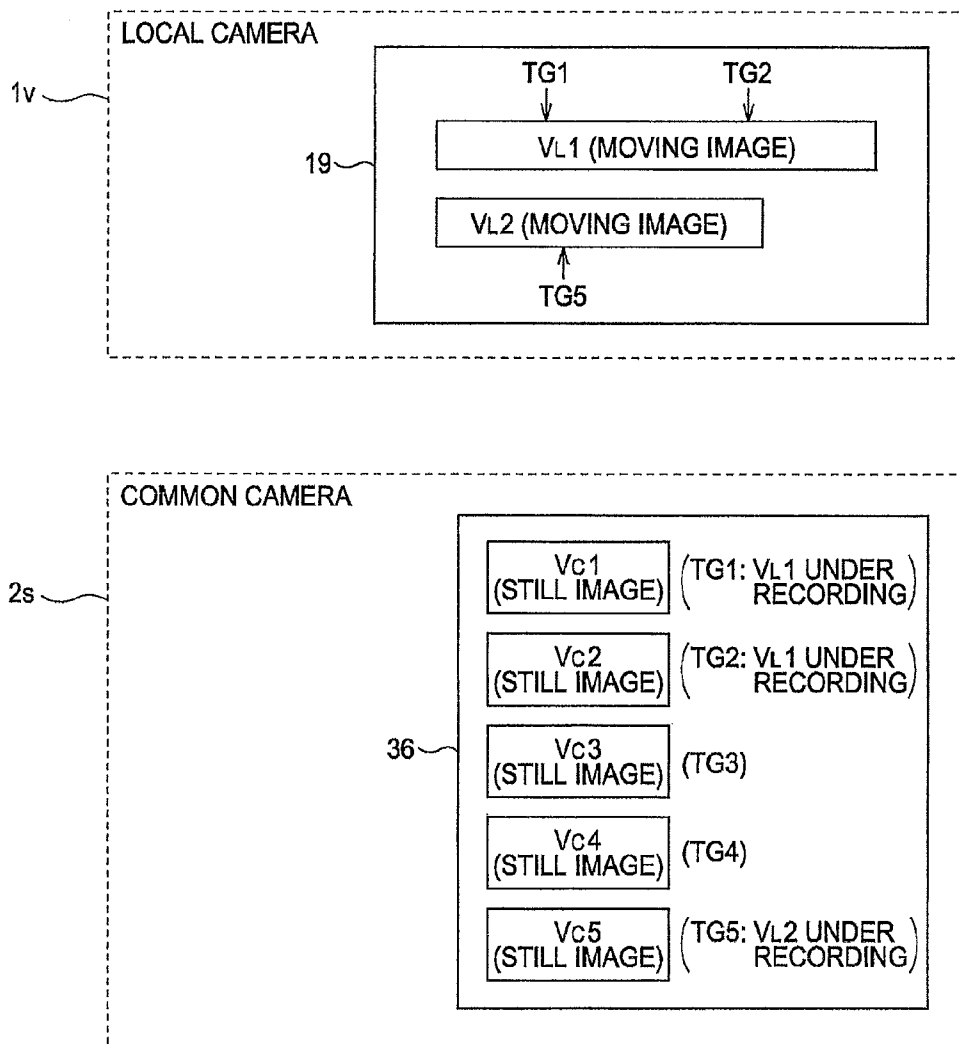 LOCAL CAMERA
1v
TG1
TG2
19
VL1 (MOVING IMAGE)
VL2 (MOVING IMAGE)
TG5
COMMON CAMERA
2s
36
VC1
(STILL IMAGE)
(TG1: VL1 UNDER
RECORDING)
VC2
(STILL IMAGE)
(TG2: VL1 UNDER
RECORDING)
VC3
(STILL IMAGE)
(TG3)
VC4
(STILL IMAGE)
(TG4)
VC5
(STILL IMAGE)
(TG5: VL2 UNDER
RECORDING)